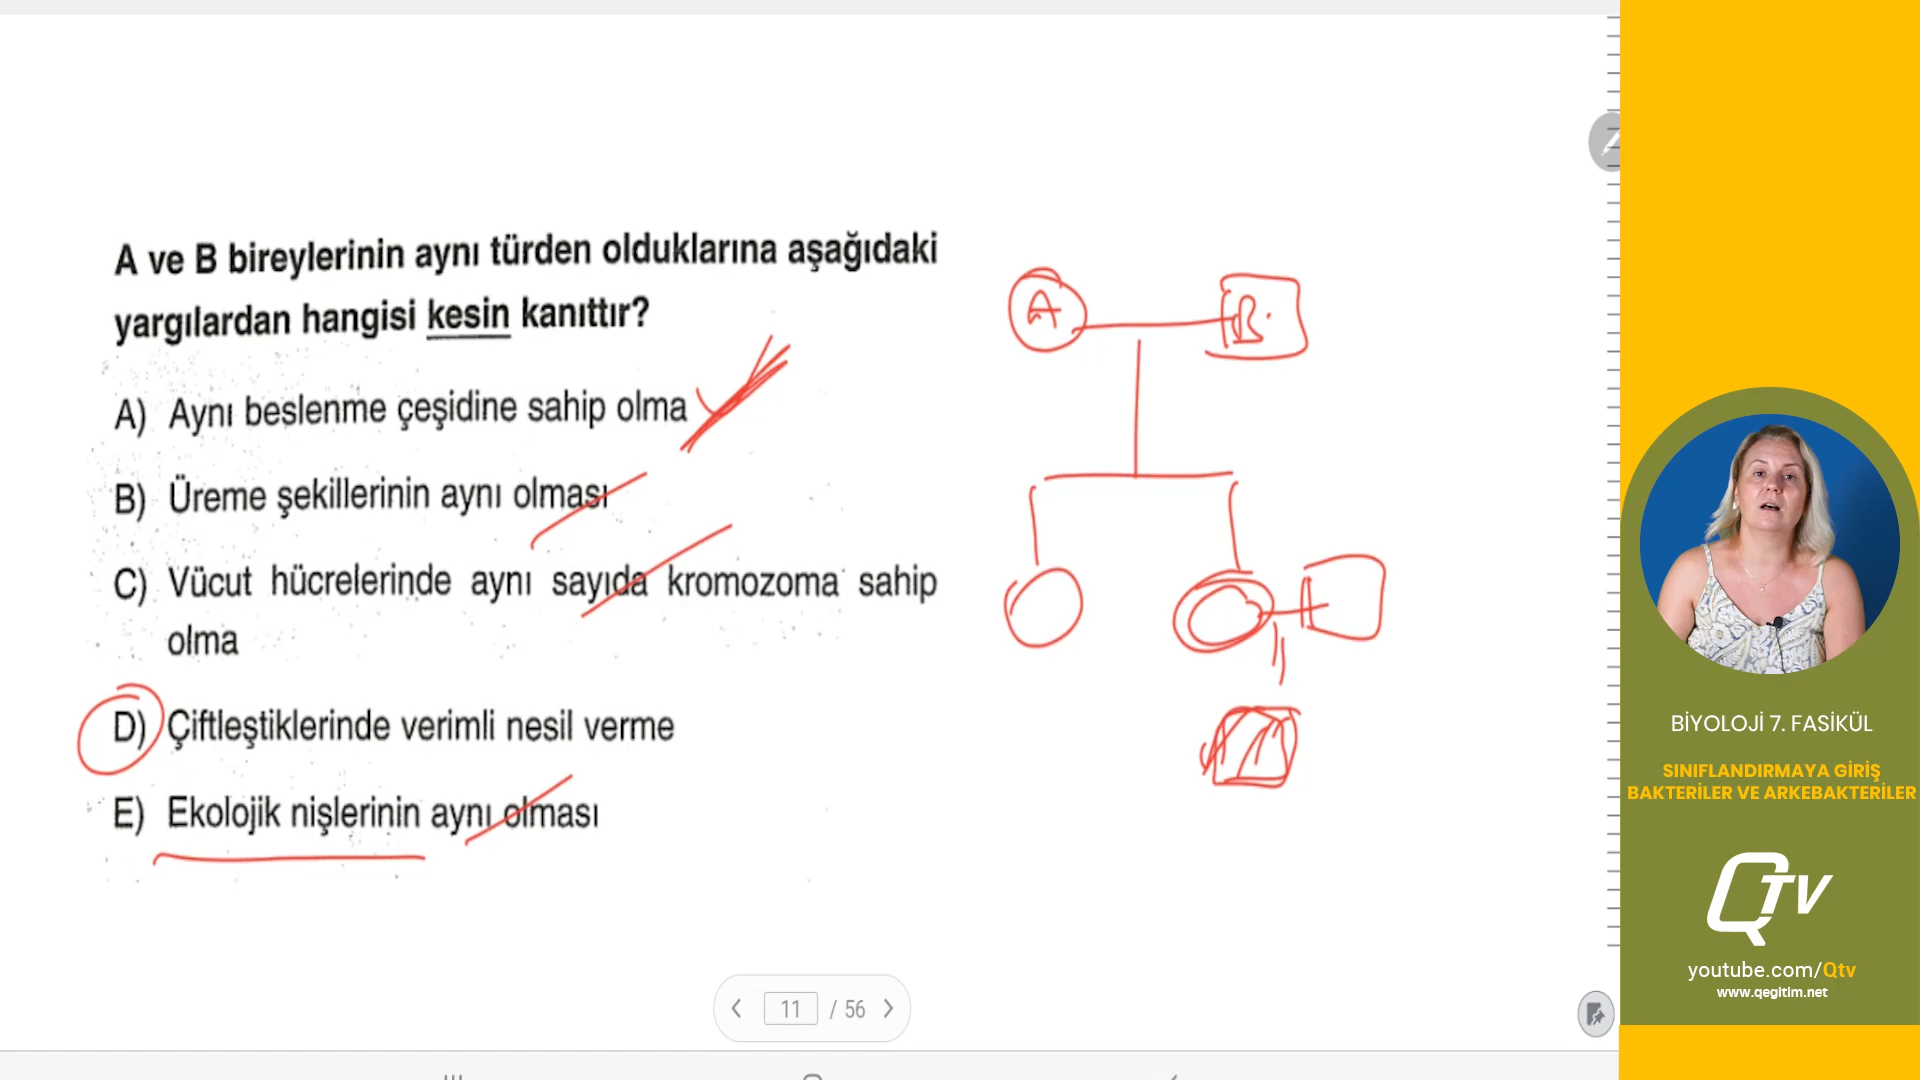 A ve B bireylerinin aynı türden olduklarına aşağıdaki
yargılardan hangisi kesin kanıttır?
A) Aynı beslenme çeşidine sahip olma
B) Üreme şekillerinin aynı olması
C) Vücut hücrelerinde aynı sayıda kromozoma sahip
olma
D) Çiftleştiklerinde verimli nesil verme
E) Ekolojik nişlerinin aynı olması
A
B
11 / 56
BİYOLOJİ 7. FASİKÜL
SINIFLANDIRMAYA GİRİŞ
BAKTERİLER VE ARKEBAKTERİLER
QTV
youtube.com/Qtv
www.qegitim.net